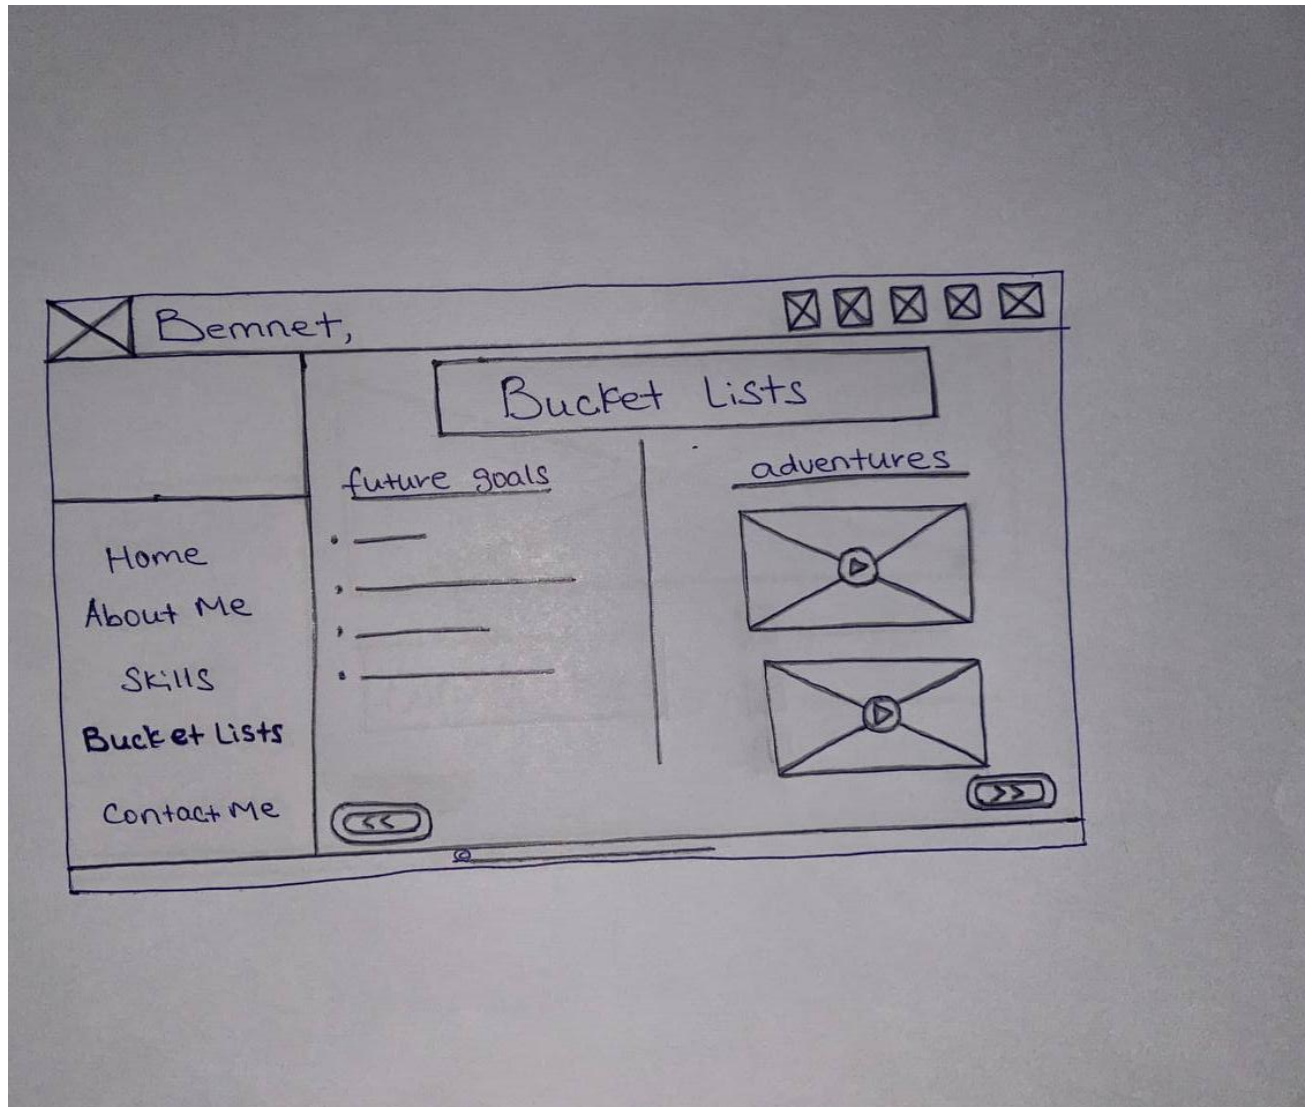 Bemnet,
Bucket Lists
future goals
adventures
Home
About Me
Skills
Bucket Lists
Contact Me
<<
>>
©